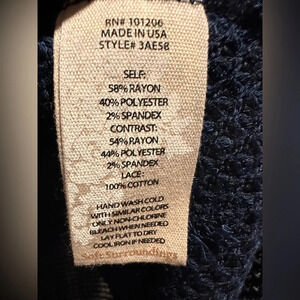 RN# 101206
MADE IN USA
STYLE# 3AE58
SELF:
58% RAYON
40% POLYESTER
2% SPANDEX
CONTRAST:
54% RAYON
44% POLYESTER
2% SPANDEX
LACE:
100% COTTON
HAND WASH COLD
WITH SIMILAR COLORS
ONLY NON-CHLORINE
BLEACH WHEN NEEDED
LAY FLAT TO DRY
COOL IRON IF NEEDED
Soft Surroundings